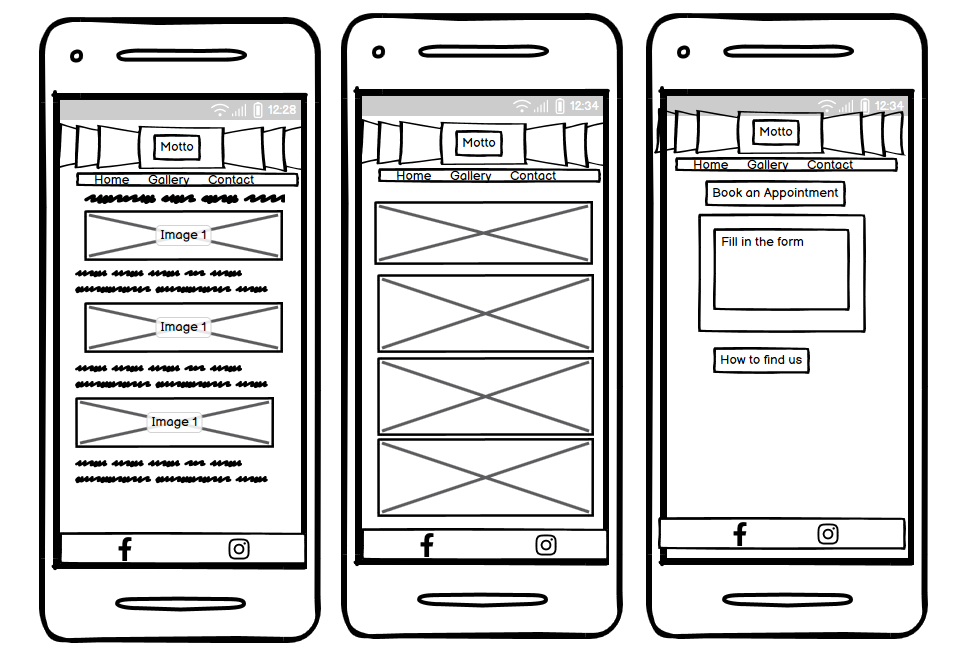 12:28
Motto
Home Gallery Contact
Image 1
Image 1
Image 1
12:34
Motto
Home Gallery Contact
12:34
Motto
Home Gallery Contact
Book an Appointment
Fill in the form
How to find us